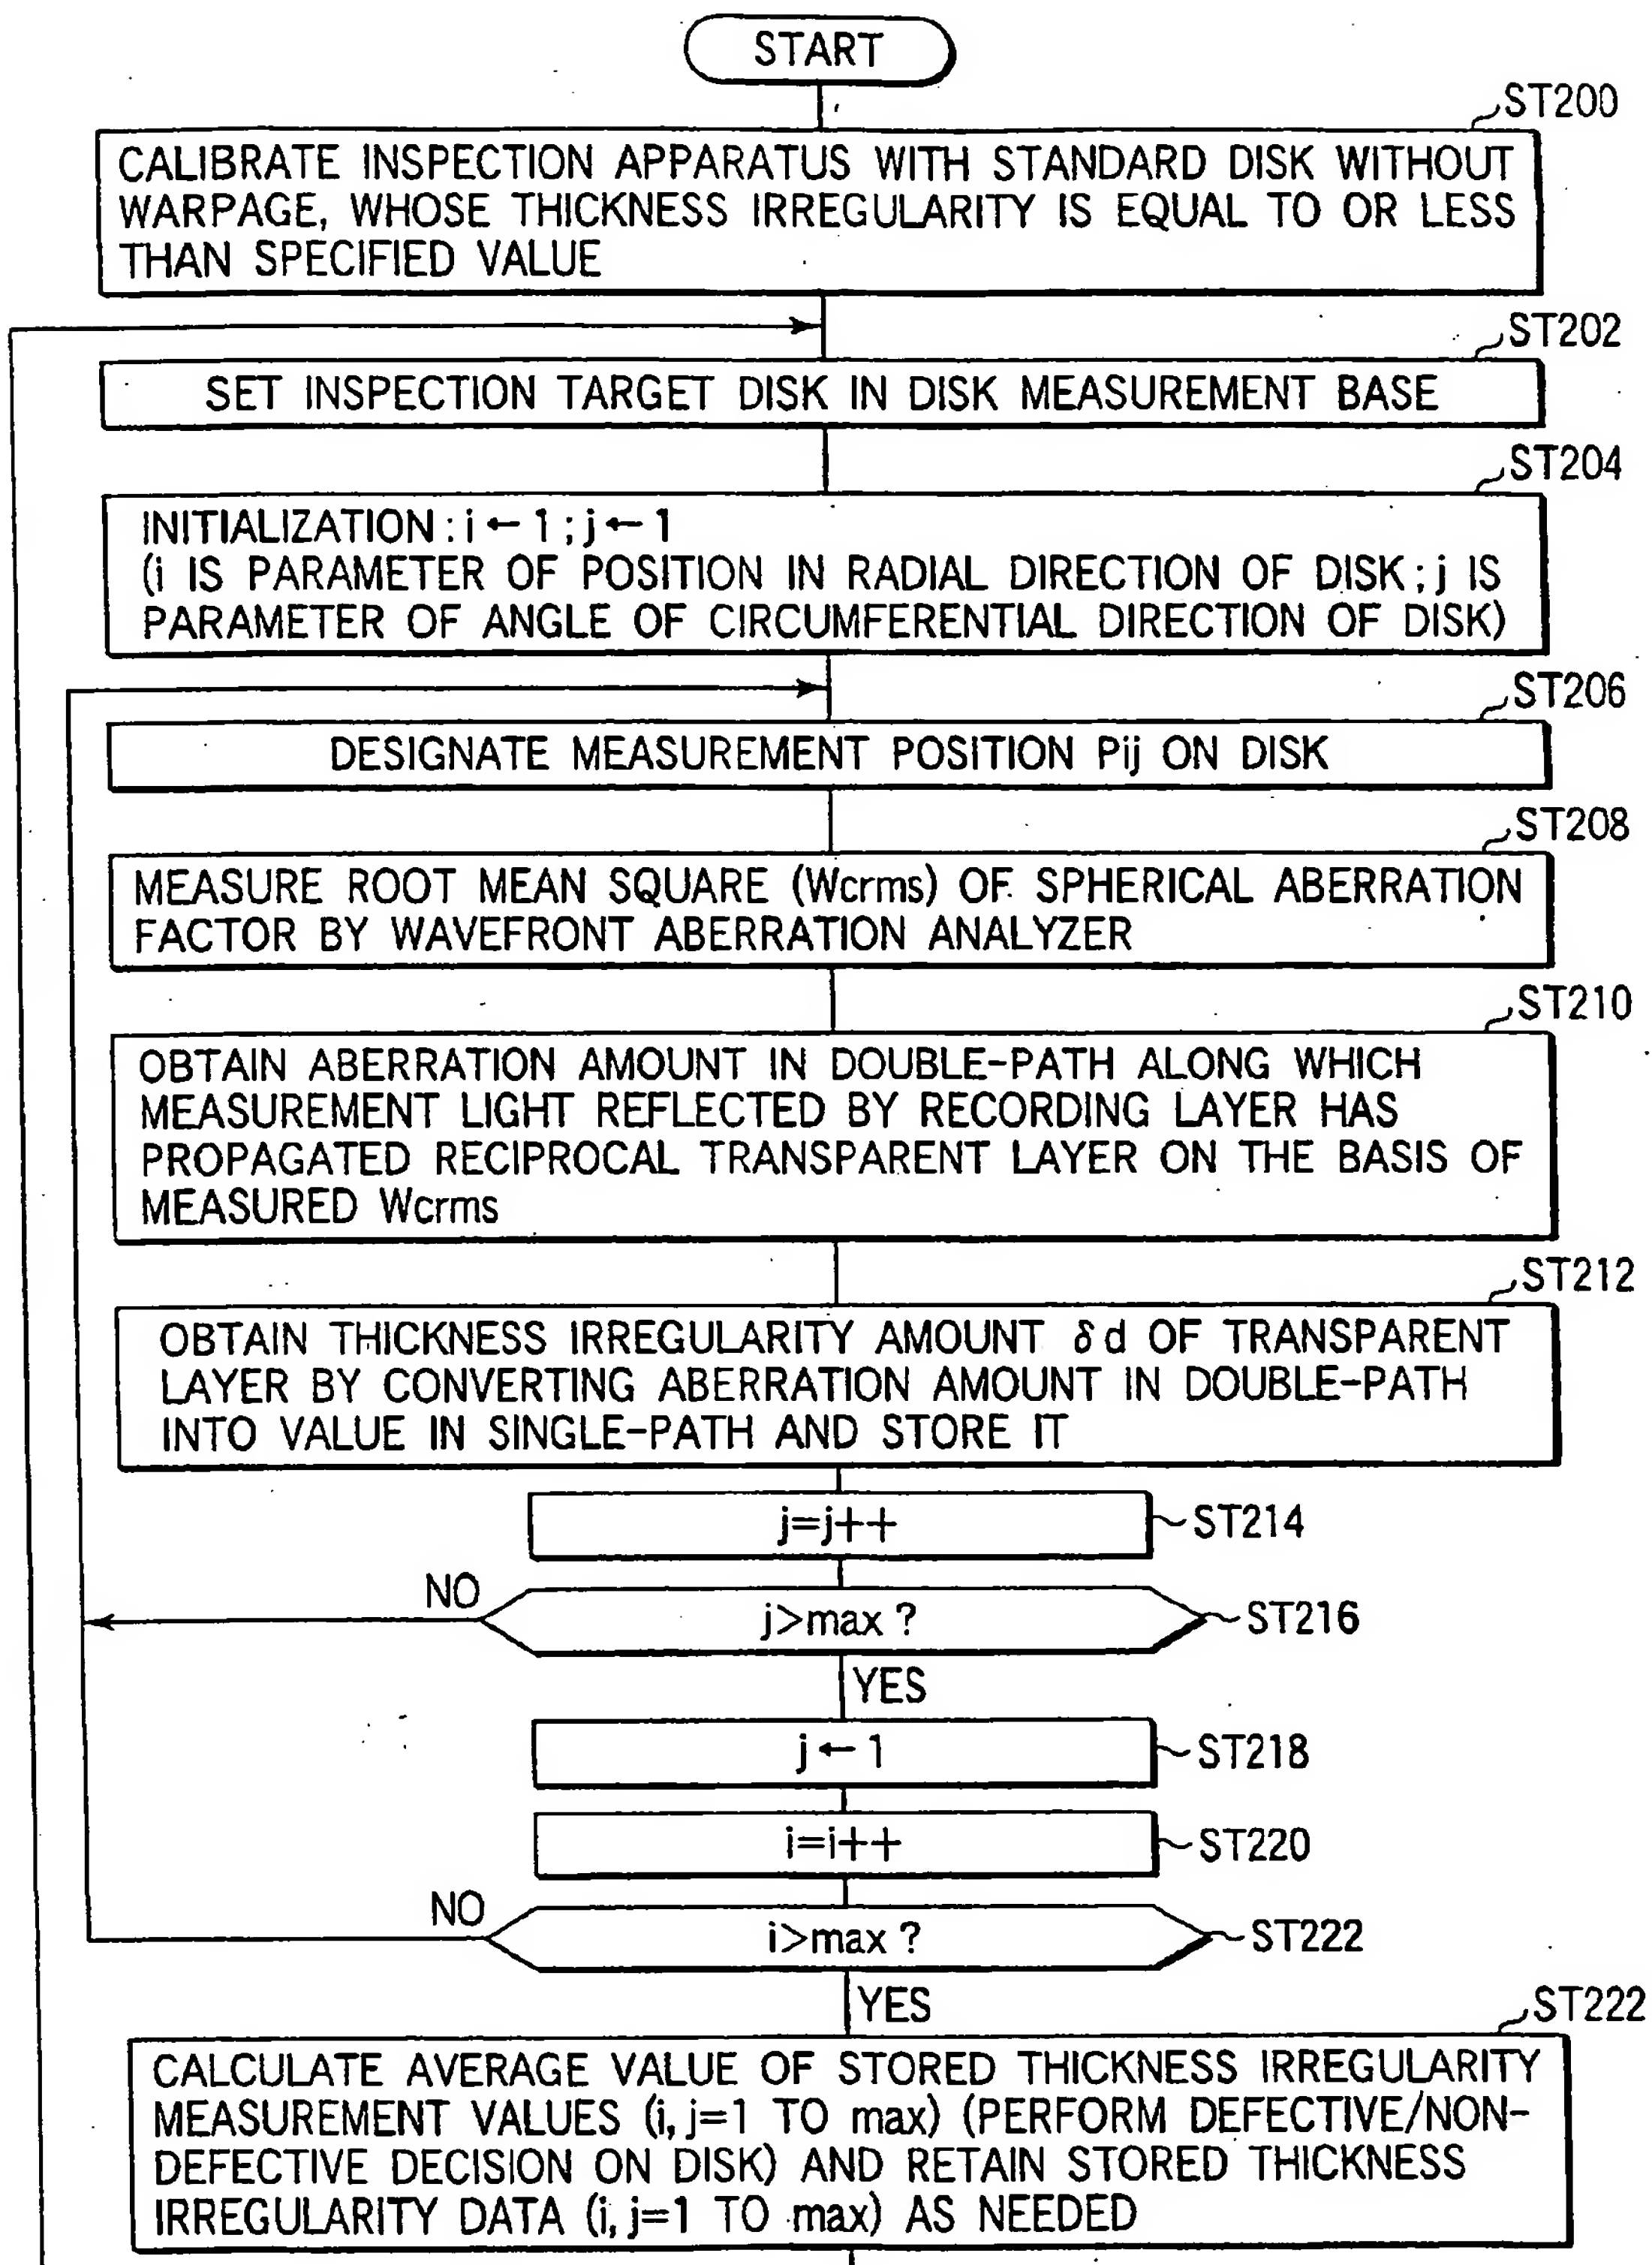 START
ST200
CALIBRATE INSPECTION APPARATUS WITH STANDARD DISK WITHOUT
WARPAGE, WHOSE THICKNESS IRREGULARITY IS EQUAL TO OR LESS
THAN SPECIFIED VALUE
ST202
SET INSPECTION TARGET DISK IN DISK MEASUREMENT BASE
ST204
INITIALIZATION : i ← 1 ; j ← 1
(i IS PARAMETER OF POSITION IN RADIAL DIRECTION OF DISK ; j IS
PARAMETER OF ANGLE OF CIRCUMFERENTIAL DIRECTION OF DISK)
ST206
DESIGNATE MEASUREMENT POSITION Pij ON DISK
ST208
MEASURE ROOT MEAN SQUARE (Wcrms) OF SPHERICAL ABERRATION
FACTOR BY WAVEFRONT ABERRATION ANALYZER
ST210
OBTAIN ABERRATION AMOUNT IN DOUBLE-PATH ALONG WHICH
MEASUREMENT LIGHT REFLECTED BY RECORDING LAYER HAS
PROPAGATED RECIPROCAL TRANSPARENT LAYER ON THE BASIS OF
MEASURED Wcrms
ST212
OBTAIN THICKNESS IRREGULARITY AMOUNT δd OF TRANSPARENT
LAYER BY CONVERTING ABERRATION AMOUNT IN DOUBLE-PATH
INTO VALUE IN SINGLE-PATH AND STORE IT
j=j++
ST214
NO
j>max ?
ST216
YES
j ← 1
ST218
i=i++
ST220
NO
i>max ?
ST222
YES
ST222
CALCULATE AVERAGE VALUE OF STORED THICKNESS IRREGULARITY
MEASUREMENT VALUES (i, j=1 TO max) (PERFORM DEFECTIVE/NON-
DEFECTIVE DECISION ON DISK) AND RETAIN STORED THICKNESS
IRREGULARITY DATA (i, j=1 TO max) AS NEEDED